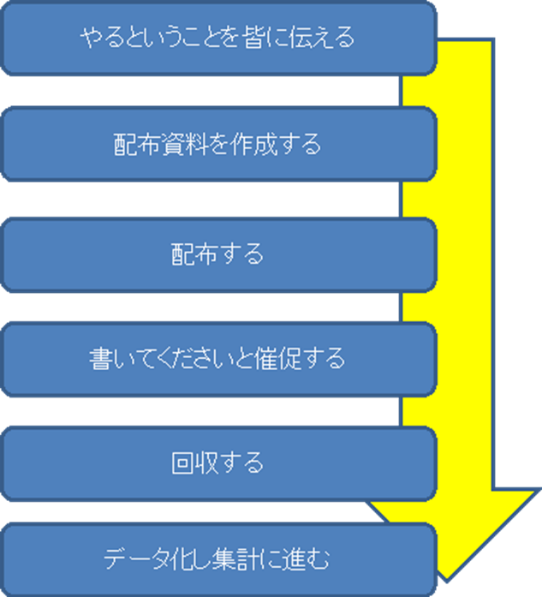 やるということを皆に伝える
配布資料を作成する
配布する
書いてくださいと催促する
回収する
データ化し集計に進む